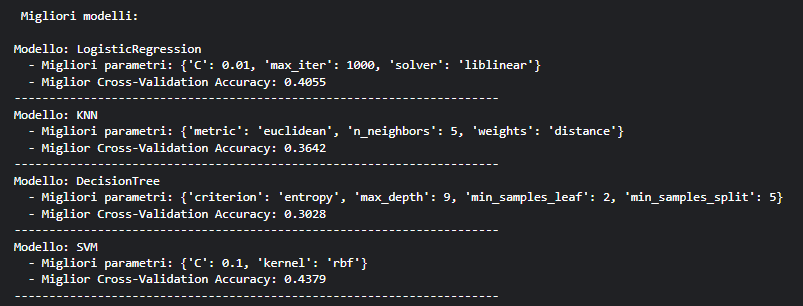 Migliori modelli:
Modello: LogisticRegression
- Migliori parametri: {'C': 0.01, 'max_iter': 1000, 'solver': 'liblinear'}
- Miglior Cross-Validation Accuracy: 0.4055
---------------------------------------------------------------------
Modello: KNN
- Migliori parametri: {'metric': 'euclidean', 'n_neighbors': 5, 'weights': 'distance'}
- Miglior Cross-Validation Accuracy: 0.3642
---------------------------------------------------------------------
Modello: DecisionTree
- Migliori parametri: {'criterion': 'entropy', 'max_depth': 9, 'min_samples_leaf': 2, 'min_samples_split': 5}
- Miglior Cross-Validation Accuracy: 0.3028
---------------------------------------------------------------------
Modello: SVM
- Migliori parametri: {'C': 0.1, 'kernel': 'rbf'}
- Miglior Cross-Validation Accuracy: 0.4379
---------------------------------------------------------------------